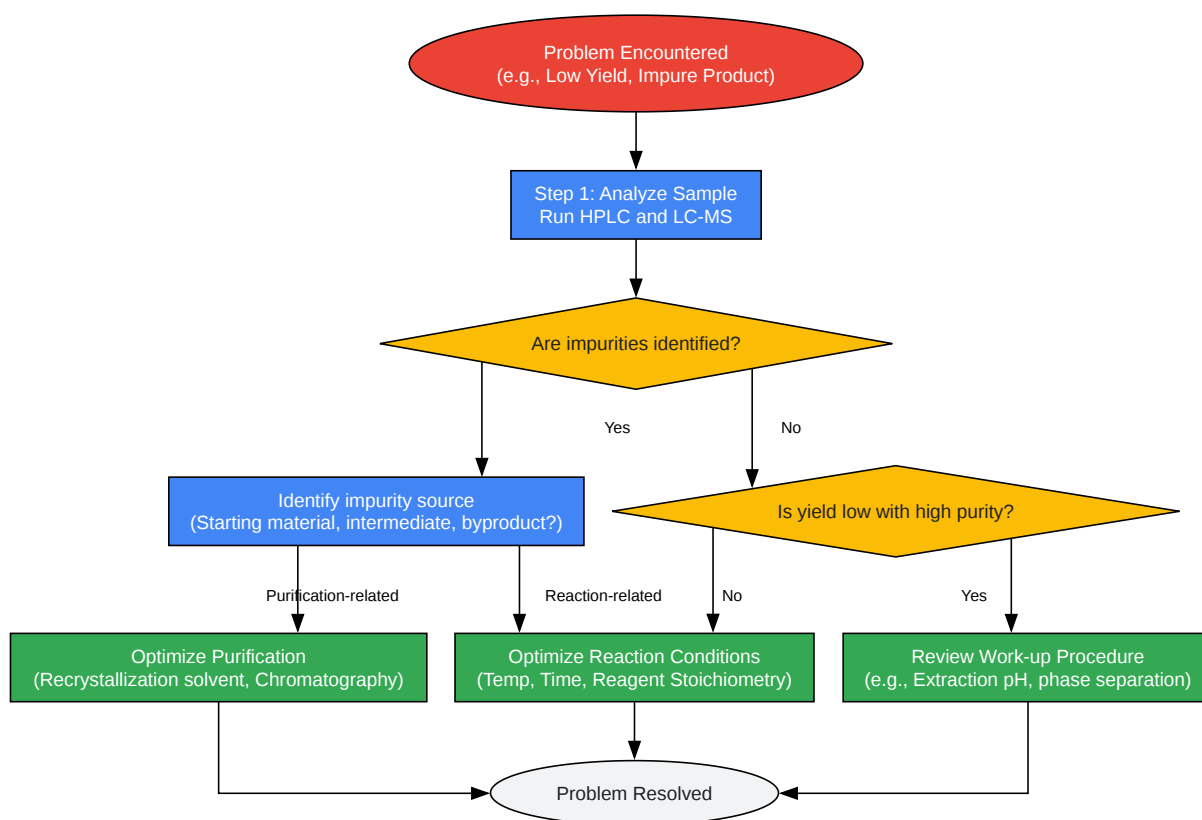 Problem Encountered
(e.g., Low Yield, Impure Product)
Step 1: Analyze Sample
Run HPLC and LC-MS
Are impurities identified?
Yes
No
Identify impurity source
(Starting material, intermediate, byproduct?)
Is yield low with high purity?
Purification-related
Reaction-related
No
Yes
Optimize Purification
(Recrystallization solvent, Chromatography)
Optimize Reaction Conditions
(Temp, Time, Reagent Stoichiometry)
Review Work-up Procedure
(e.g., Extraction pH, phase separation)
Problem Resolved